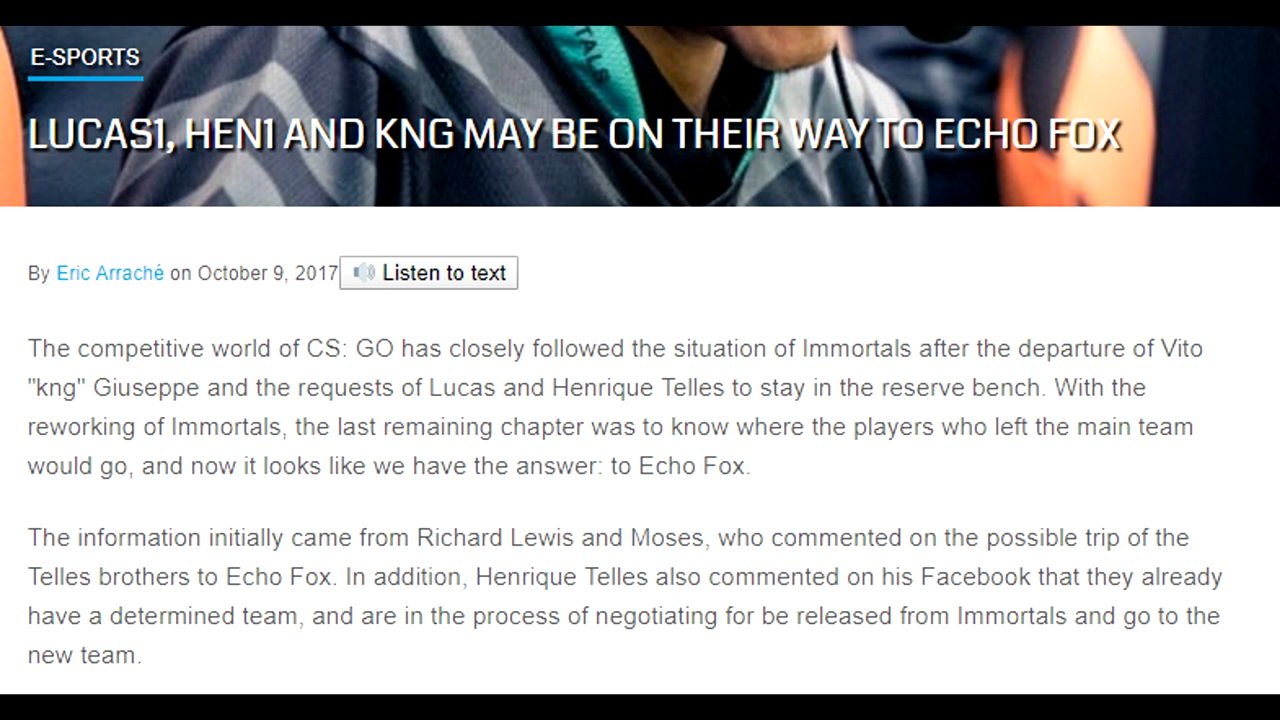 TALS
E-SPORTS
LUCAS1, HEN1 AND KNG MAY BE ON THEIR WAY TO ECHO FOX
By Eric Arraché on October 9, 2017 Listen to text
The competitive world of CS: GO has closely followed the situation of Immortals after the departure of Vito
"kng" Giuseppe and the requests of Lucas and Henrique Telles to stay in the reserve bench. With the
reworking of Immortals, the last remaining chapter was to know where the players who left the main team
would go, and now it looks like we have the answer: to Echo Fox.
The information initially came from Richard Lewis and Moses, who commented on the possible trip of the
Telles brothers to Echo Fox. In addition, Henrique Telles also commented on his Facebook that they already
have a determined team, and are in the process of negotiating for be released from Immortals and go to the
new team.